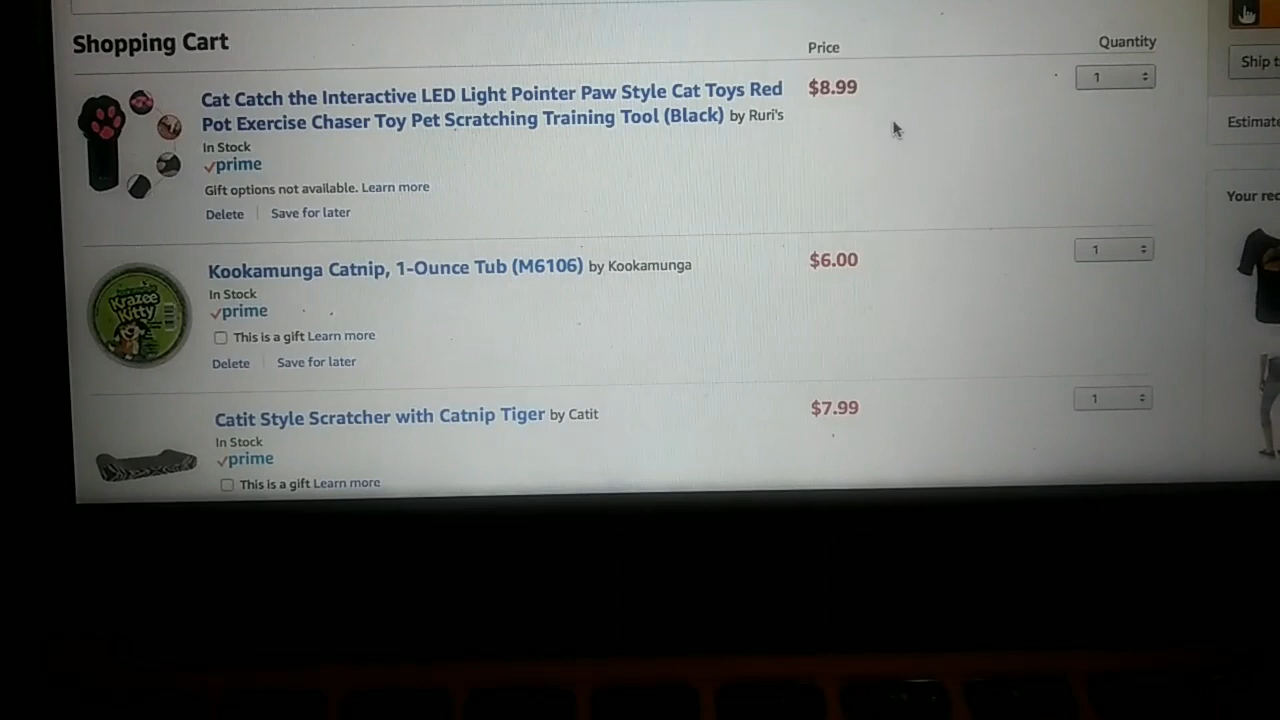 Shopping Cart
Price
Quantity
Cat Catch the Interactive LED Light Pointer Paw Style Cat Toys Red
Pot Exercise Chaser Toy Pet Scratching Training Tool (Black) by Ruri's
$8.99
1
In Stock
prime
Gift options not available. Learn more
Delete
Save for later
Krazee
Kitty
Kookamunga Catnip, 1-Ounce Tub (M6106) by Kookamunga
$6.00
1
In Stock
prime
This is a gift Learn more
Delete
Save for later
Catit Style Scratcher with Catnip Tiger by Catit
$7.99
1
In Stock
prime
This is a gift Learn more
Ship t
Estimate
Your rec